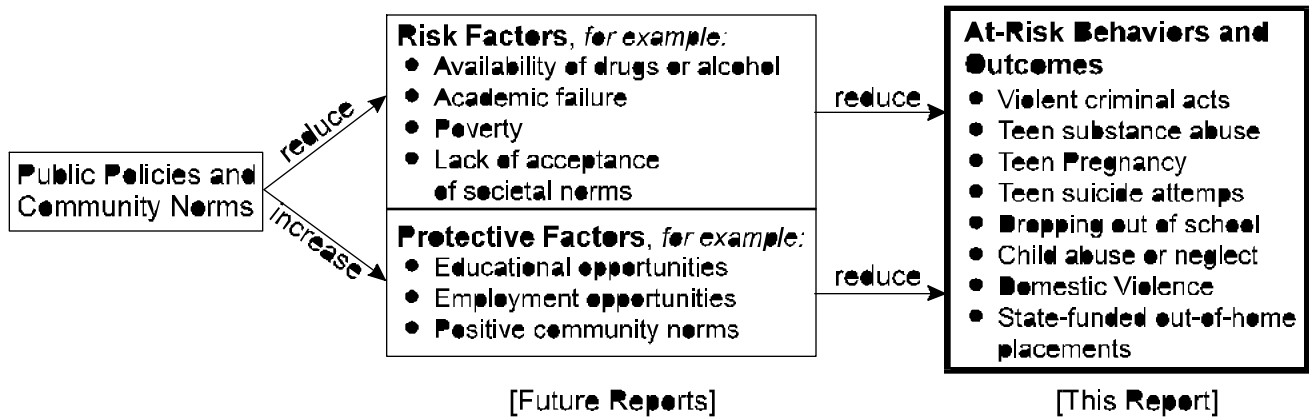 Public Policies and
Community Norms
reduce
increase
Risk Factors, for example:
● Availability of drugs or alcohol
● Academic failure
● Poverty
● Lack of acceptance
of societal norms
Protective Factors, for example:
● Educational opportunities
● Employment opportunities
● Positive community norms
reduce
reduce
At-Risk Behaviors and
Outcomes
● Violent criminal acts
● Teen substance abuse
● Teen Pregnancy
● Teen suicide attemps
● Dropping out of school
● Child abuse or neglect
● Domestic Violence
● State-funded out-of-home
placements
[Future Reports]
[This Report]